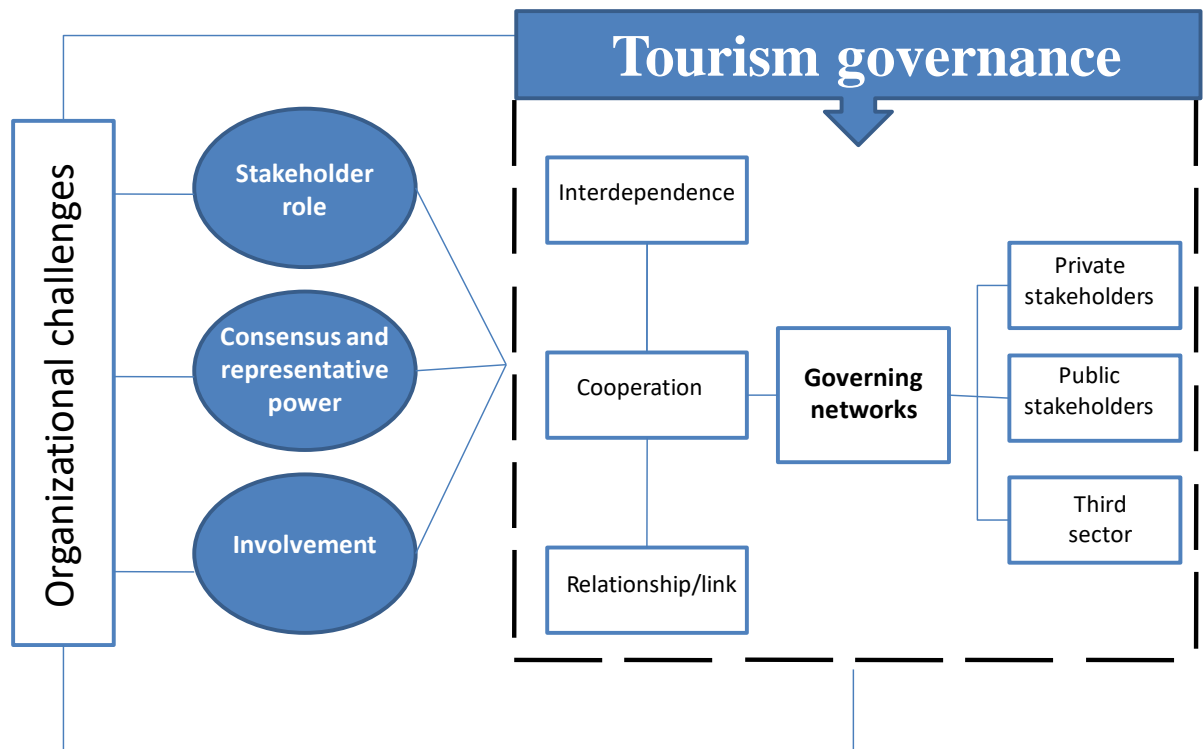 Tourism governance
Organizational challenges
Stakeholder
role
Consensus and
representative
power
Involvement
Interdependence
Cooperation
Relationship/link
Governing
networks
Private
stakeholders
Public
stakeholders
Third
sector